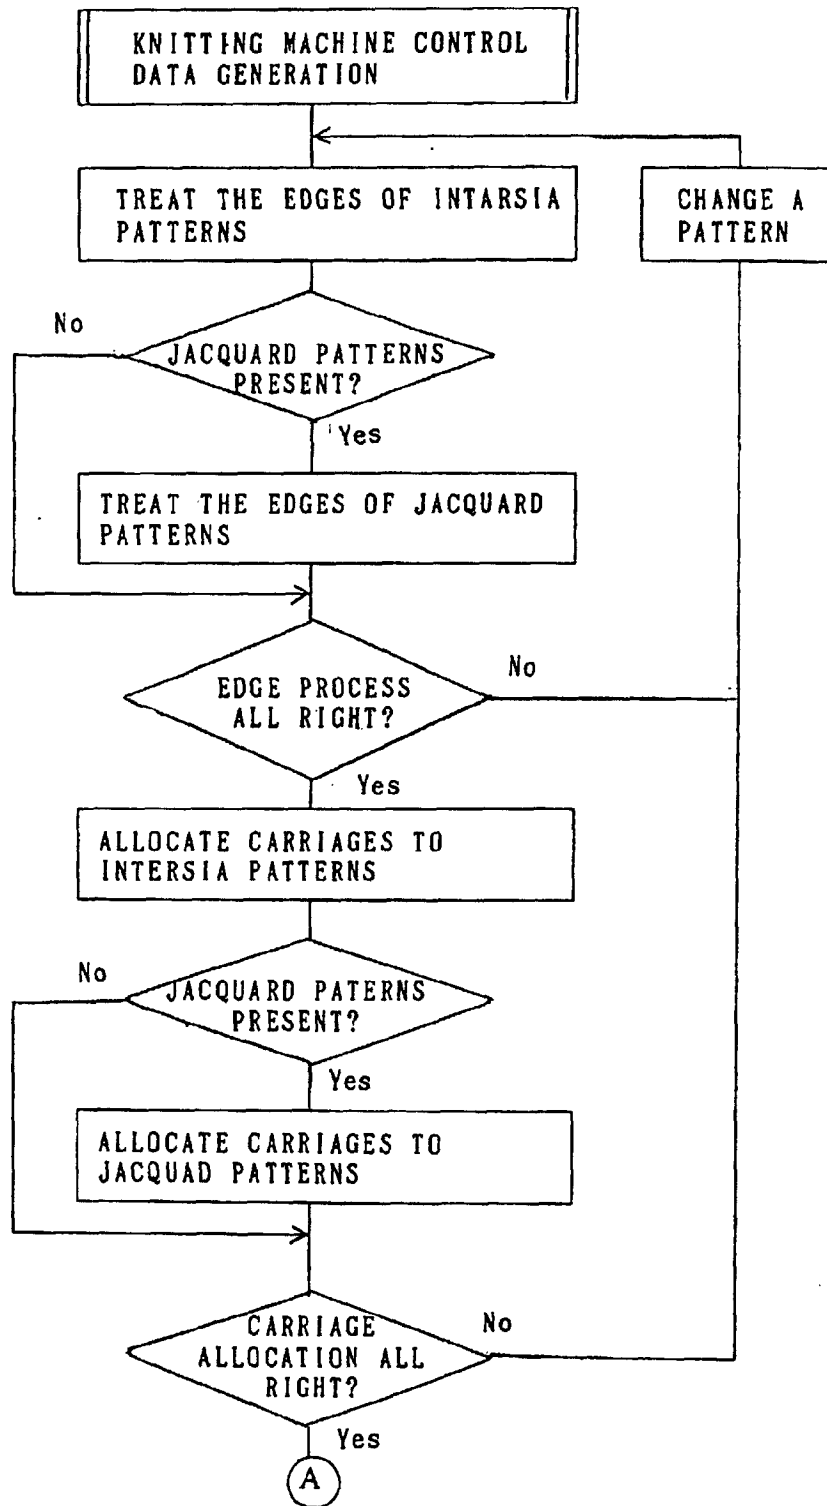 KNITTING MACHINE CONTROL
DATA GENERATION
TREAT THE EDGES OF INTARSIA
PATTERNS
CHANGE A
PATTERN
No
JACQUARD PATTERNS
PRESENT?
Yes
TREAT THE EDGES OF JACQUARD
PATTERNS
EDGE PROCESS
ALL RIGHT?
No
Yes
ALLOCATE CARRIAGES TO
INTERSIA PATTERNS
No
JACQUARD PATERNS
PRESENT?
Yes
ALLOCATE CARRIAGES TO
JACQUAD PATTERNS
CARRIAGE
ALLOCATION ALL
RIGHT?
No
Yes
A